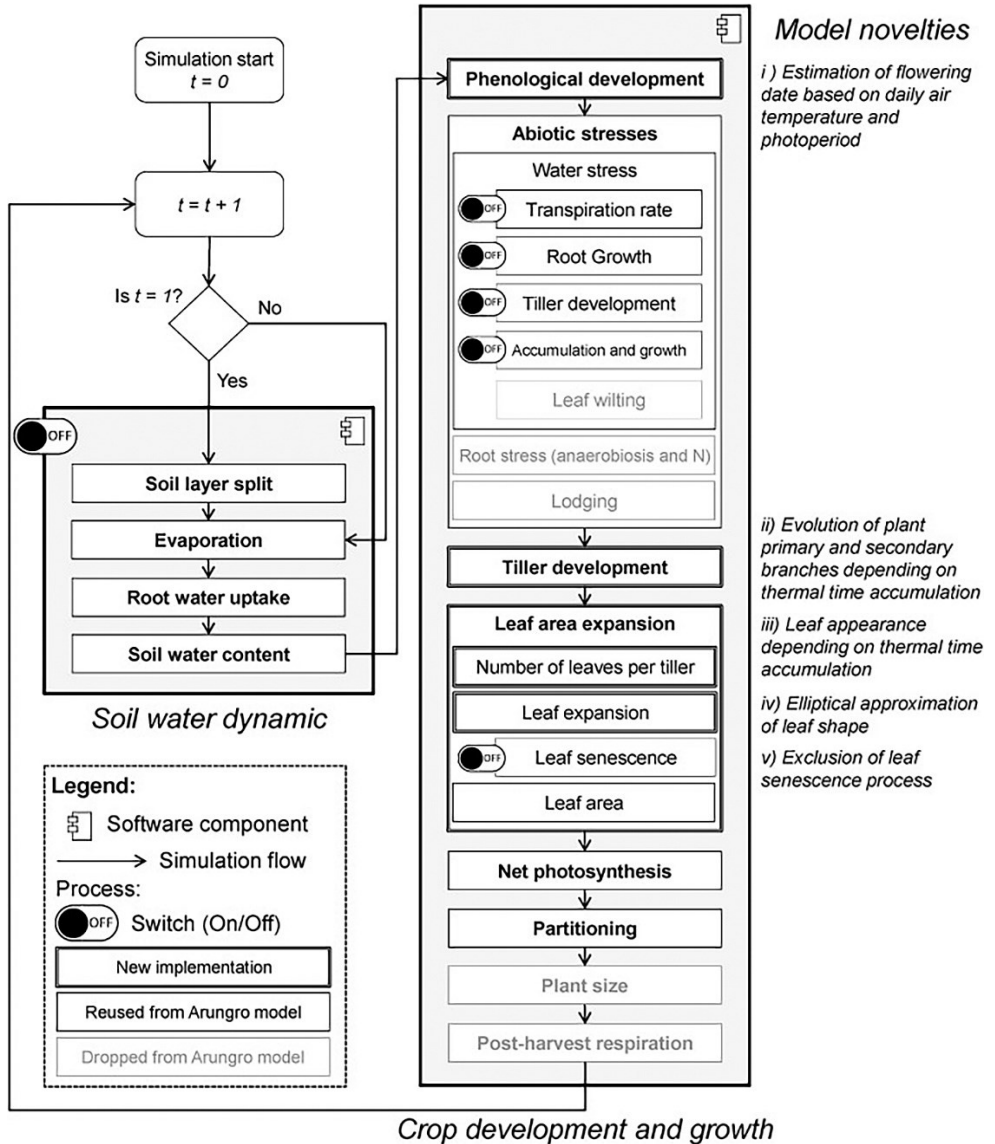 Simulation start
t = 0
t = t + 1
Is t = 1?
No
Yes
OFF
Soil layer split
Evaporation
Root water uptake
Soil water content
Soil water dynamic
Legend:
Software component
Simulation flow
Process:
OFF
Switch (On/Off)
New implementation
Reused from Arungro model
Dropped from Arungro model
Phenological development
Abiotic stresses
Water stress
OFF
Transpiration rate
OFF
Root Growth
OFF
Tiller development
OFF
Accumulation and growth
Leaf wilting
Root stress (anaerobiosis and N)
Lodging
Tiller development
Leaf area expansion
Number of leaves per tiller
Leaf expansion
OFF
Leaf senescence
Leaf area
Net photosynthesis
Partitioning
Plant size
Post-harvest respiration
Crop development and growth
Model novelties
i ) Estimation of flowering
date based on daily air
temperature and
photoperiod
ii) Evolution of plant
primary and secondary
branches depending on
thermal time accumulation
iii) Leaf appearance
depending on thermal time
accumulation
iv) Elliptical approximation
of leaf shape
v) Exclusion of leaf
senescence process